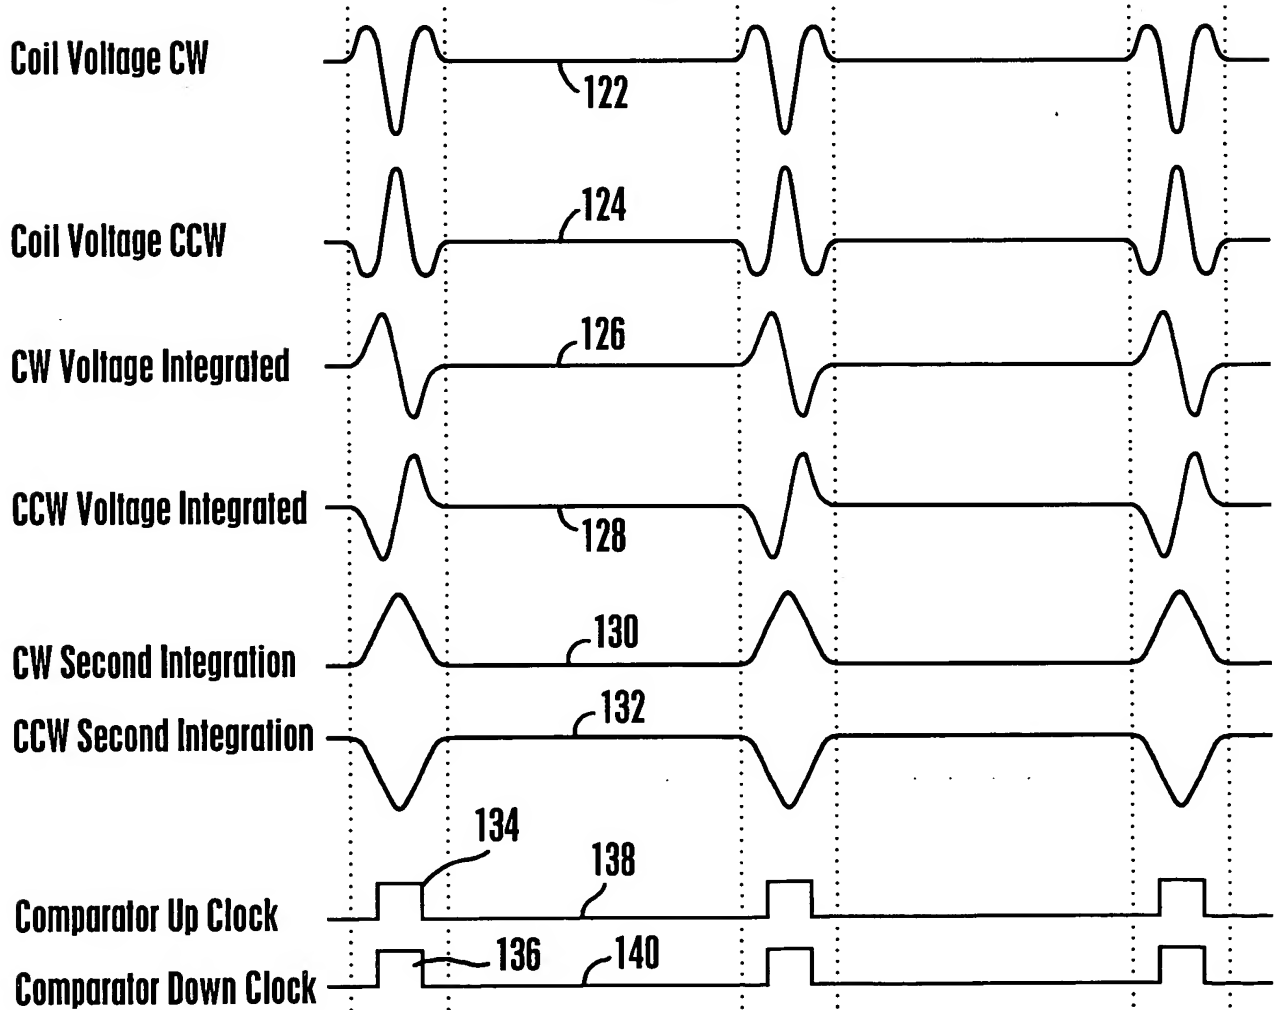 Coil Voltage CW
122
124
Coil Voltage CCW
126
CW Voltage Integrated
CCW Voltage Integrated
128
130
CW Second Integration
132
CCW Second Integration
134
138
Comparator Up Clock
136
140
Comparator Down Clock